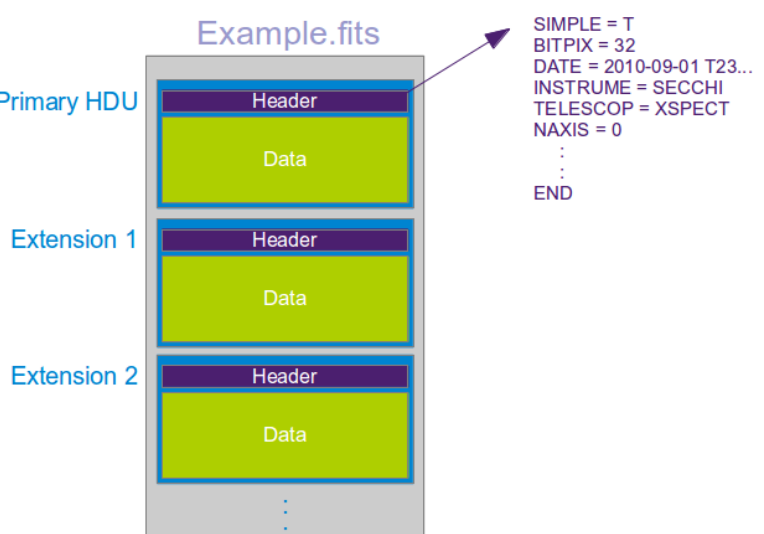 Example.fits
Primary HDU
Header
Data
Extension 1
Header
Data
Extension 2
Header
Data
SIMPLE = T
BITPIX = 32
DATE = 2010-09-01 T23...
INSTRUME = SECCHI
TELESCOP = XSPECT
NAXIS = 0
:
:
END